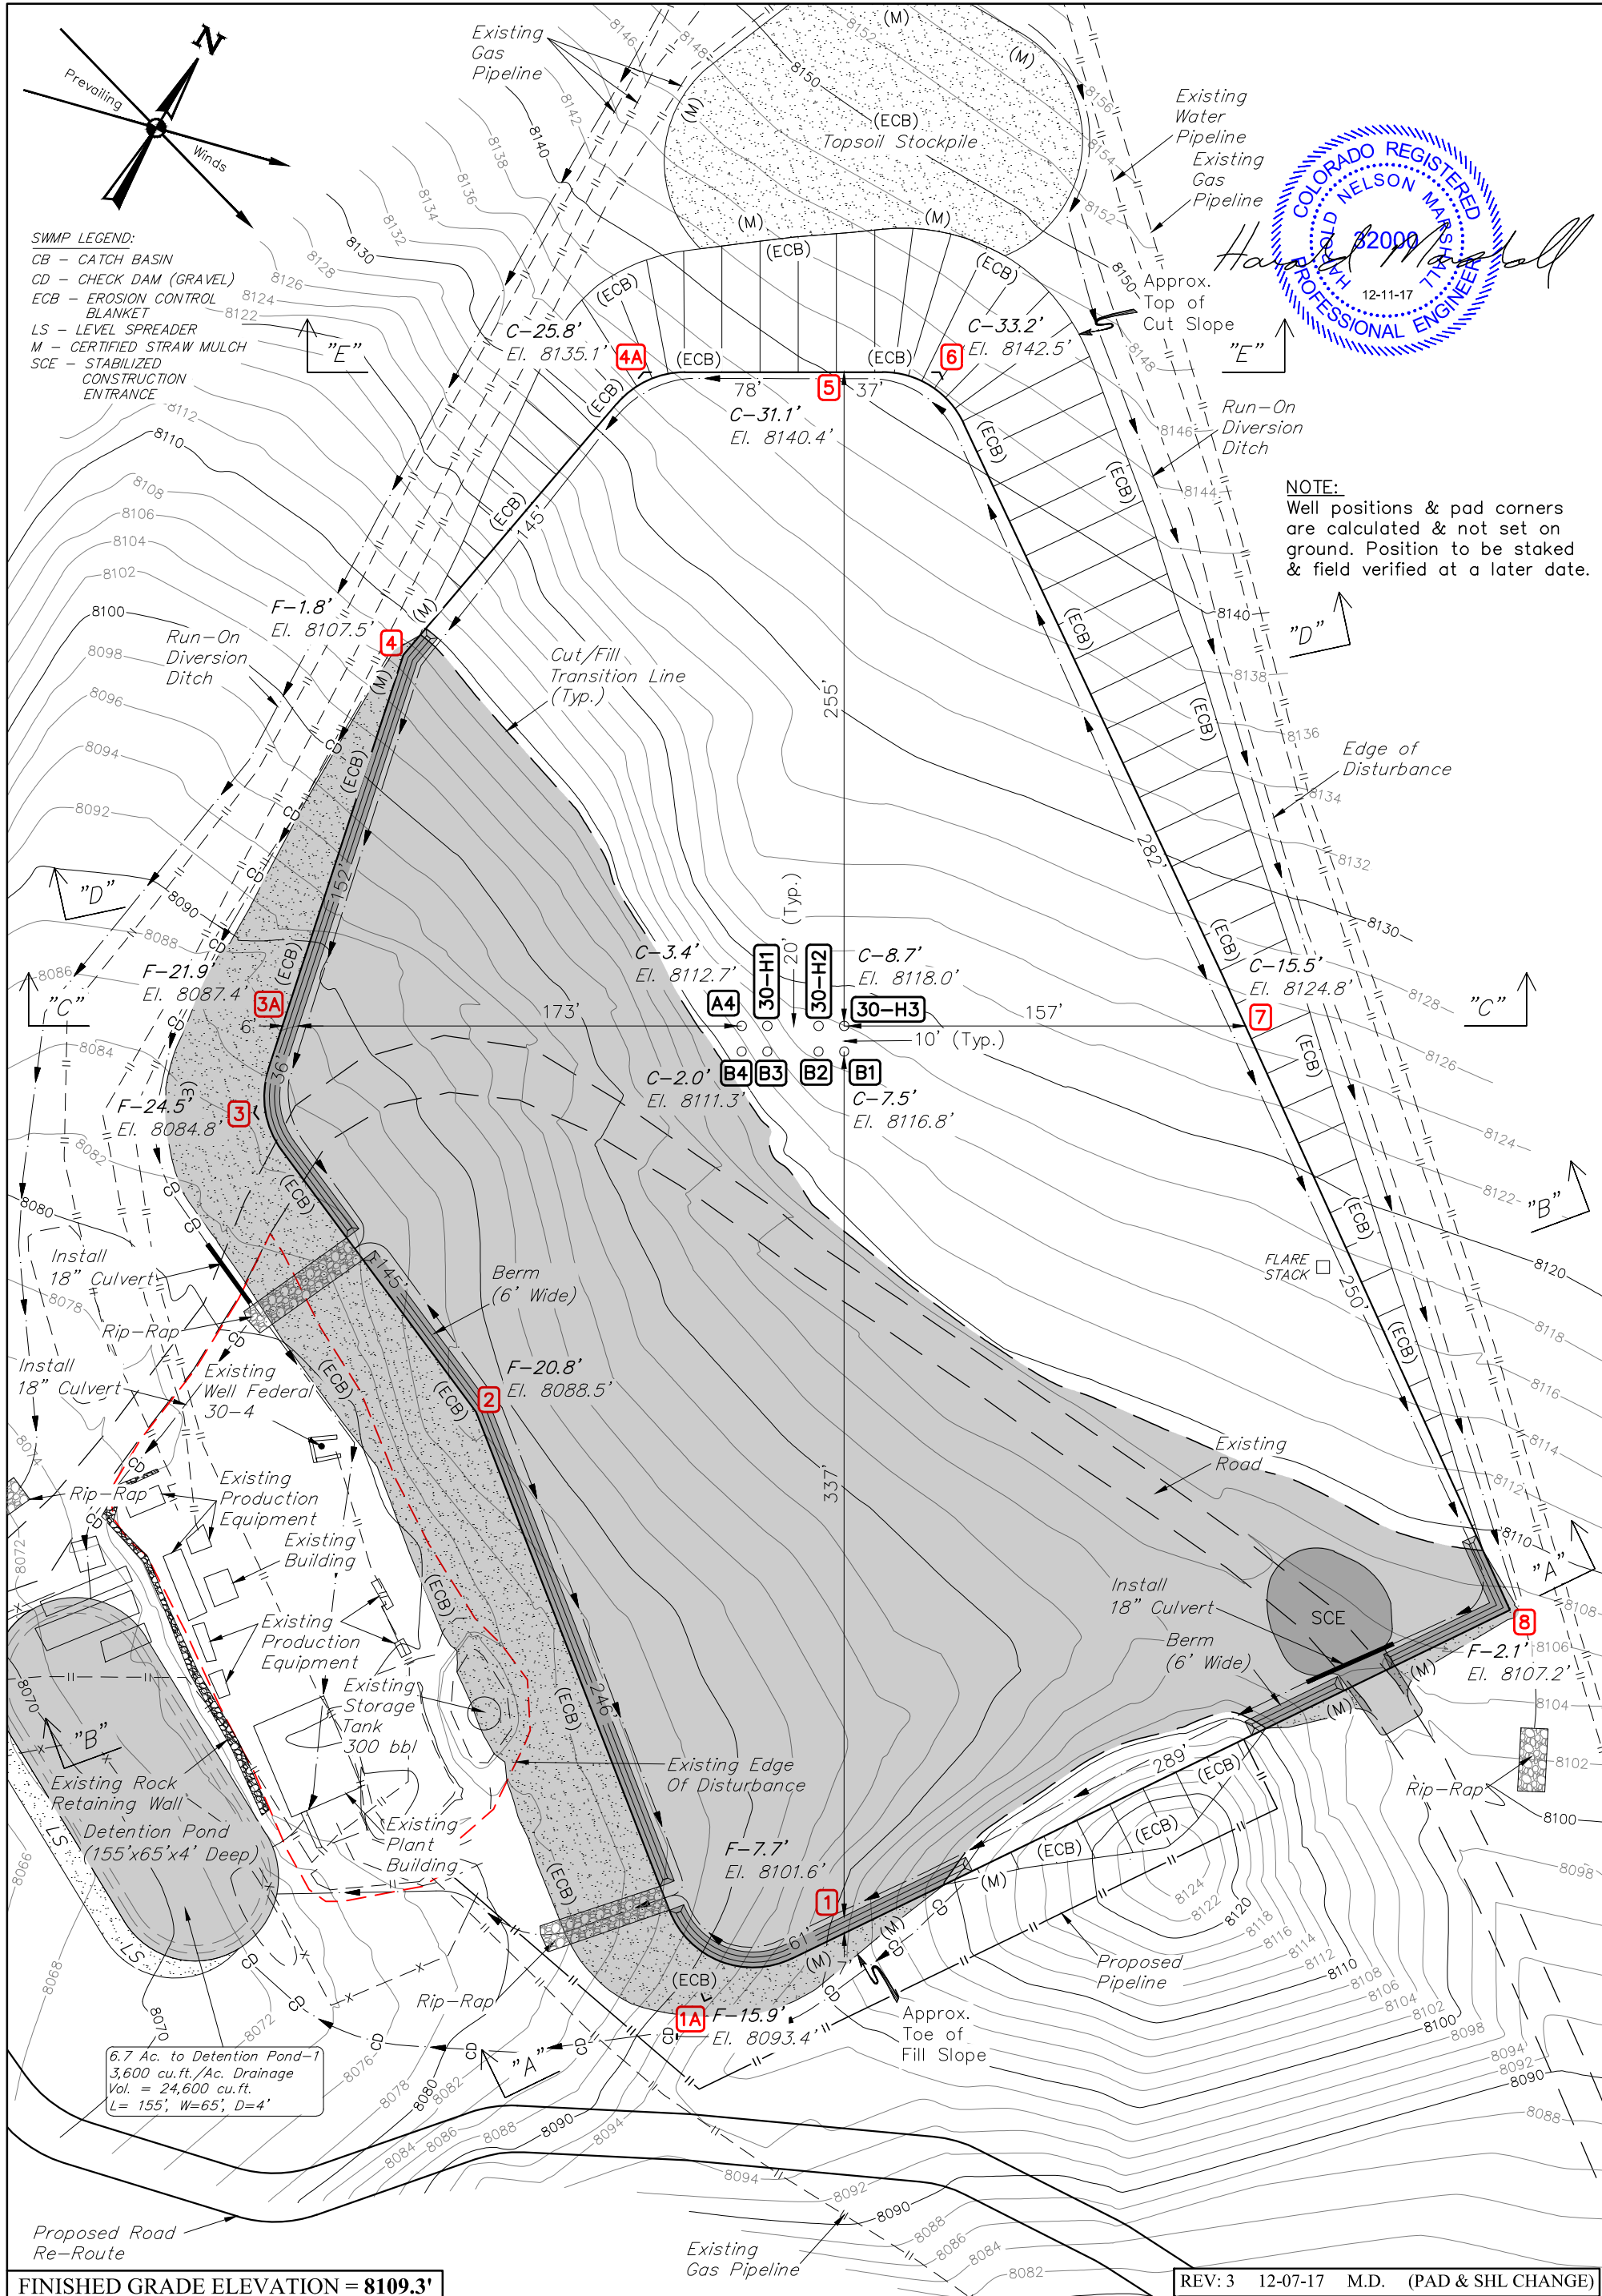 N
Prevailing
Winds
SWMP LEGEND:
CB – CATCH BASIN
CD – CHECK DAM (GRAVEL)
ECB – EROSION CONTROL
BLANKET
LS – LEVEL SPREADER
M – CERTIFIED STRAW MULCH
SCE – STABILIZED
CONSTRUCTION
ENTRANCE
Existing
Gas
Pipeline
(M)
(M)
(M)
(M)
(ECB)
Topsoil Stockpile
(M)
(M)
Existing
Water
Pipeline
Existing
Gas
Pipeline
COLORADO REGISTERED
HAROLD NELSON MARSHALL
32000
12-11-17
PROFESSIONAL ENGINEER
Harold Marshall
Approx.
Top of
Cut Slope
"E"
"E"
C-25.8'
El. 8135.1'
4A
C-33.2'
El. 8142.5'
6
78'
5
37'
C-31.1'
El. 8140.4'
Run-On
Diversion
Ditch
NOTE:
Well positions & pad corners
are calculated & not set on
ground. Position to be staked
& field verified at a later date.
145'
F-1.8'
El. 8107.5'
4
Run-On
Diversion
Ditch
Cut/Fill
Transition Line
(Typ.)
"D"
255'
282'
Edge of
Disturbance
152'
"D"
"C"
F-21.9'
El. 8087.4'
3A
6'
173'
C-3.4'
El. 8112.7'
A4
30-H1
20' (Typ.)
30-H2
C-8.7'
El. 8118.0'
30-H3
10' (Typ.)
157'
C-15.5'
El. 8124.8'
7
"C"
36'
F-24.5'
El. 8084.8'
3
C-2.0'
El. 8111.3'
B4
B3
B2
B1
C-7.5'
El. 8116.8'
"B"
FLARE
STACK
250'
Install
18" Culvert
Rip-Rap
145'
Berm
(6' Wide)
Install
18" Culvert
Existing
Well Federal
30-4
F-20.8'
El. 8088.5'
2
Rip-Rap
Existing
Production
Equipment
Existing
Building
Existing
Production
Equipment
Existing
Storage
Tank
300 bbl
337'
Existing
Road
Install
18" Culvert
SCE
"A"
8
F-2.1'
El. 8107.2'
Berm
(6' Wide)
246'
Existing Edge
Of Disturbance
289'
Rip-Rap
"B"
Existing Rock
Retaining Wall
Detention Pond
(155'x65'x4' Deep)
LS
LS
Existing
Plant
Building
F-7.7'
El. 8101.6'
1
61'
7'
Proposed
Pipeline
Rip-Rap
1A
F-15.9'
El. 8093.4'
Approx.
Toe of
Fill Slope
"A"
6.7 Ac. to Detention Pond-1
3,600 cu.ft./Ac. Drainage
Vol. = 24,600 cu.ft.
L= 155', W=65', D=4'
Proposed Road
Re-Route
Existing
Gas Pipeline
FINISHED GRADE ELEVATION = 8109.3'
REV: 3 12-07-17 M.D. (PAD & SHL CHANGE)